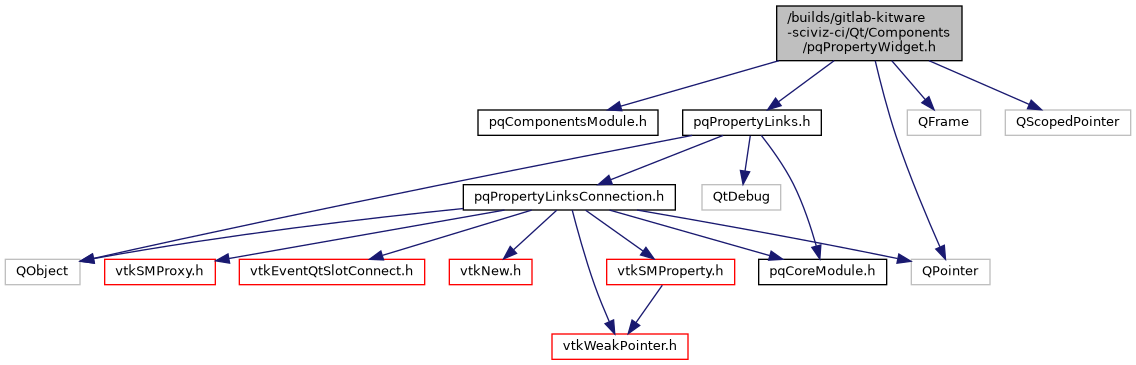 /builds/gitlab-kitware
-sciviz-ci/Qt/Components
/pqPropertyWidget.h
pqComponentsModule.h
pqPropertyLinks.h
QFrame
QScopedPointer
pqPropertyLinksConnection.h
QtDebug
QObject
vtkSMProxy.h
vtkEventQtSlotConnect.h
vtkNew.h
vtkSMProperty.h
pqCoreModule.h
QPointer
vtkWeakPointer.h